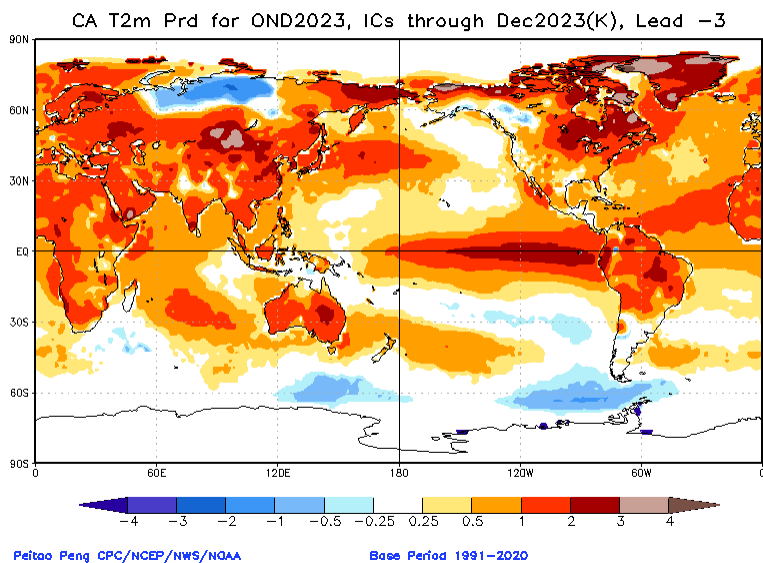 CA T2m Prd for OND2023, ICs through Dec2023(K), Lead −3
90N
60N
30N
EQ
30S
60S
90S
0 60E 120E 180 120W 60W 0
−4 −3 −2 −1 −0.5 −0.25 0.25 0.5 1 2 3 4
Peitao Peng CPC/NCEP/NWS/NOAA Base Period 1991−2020